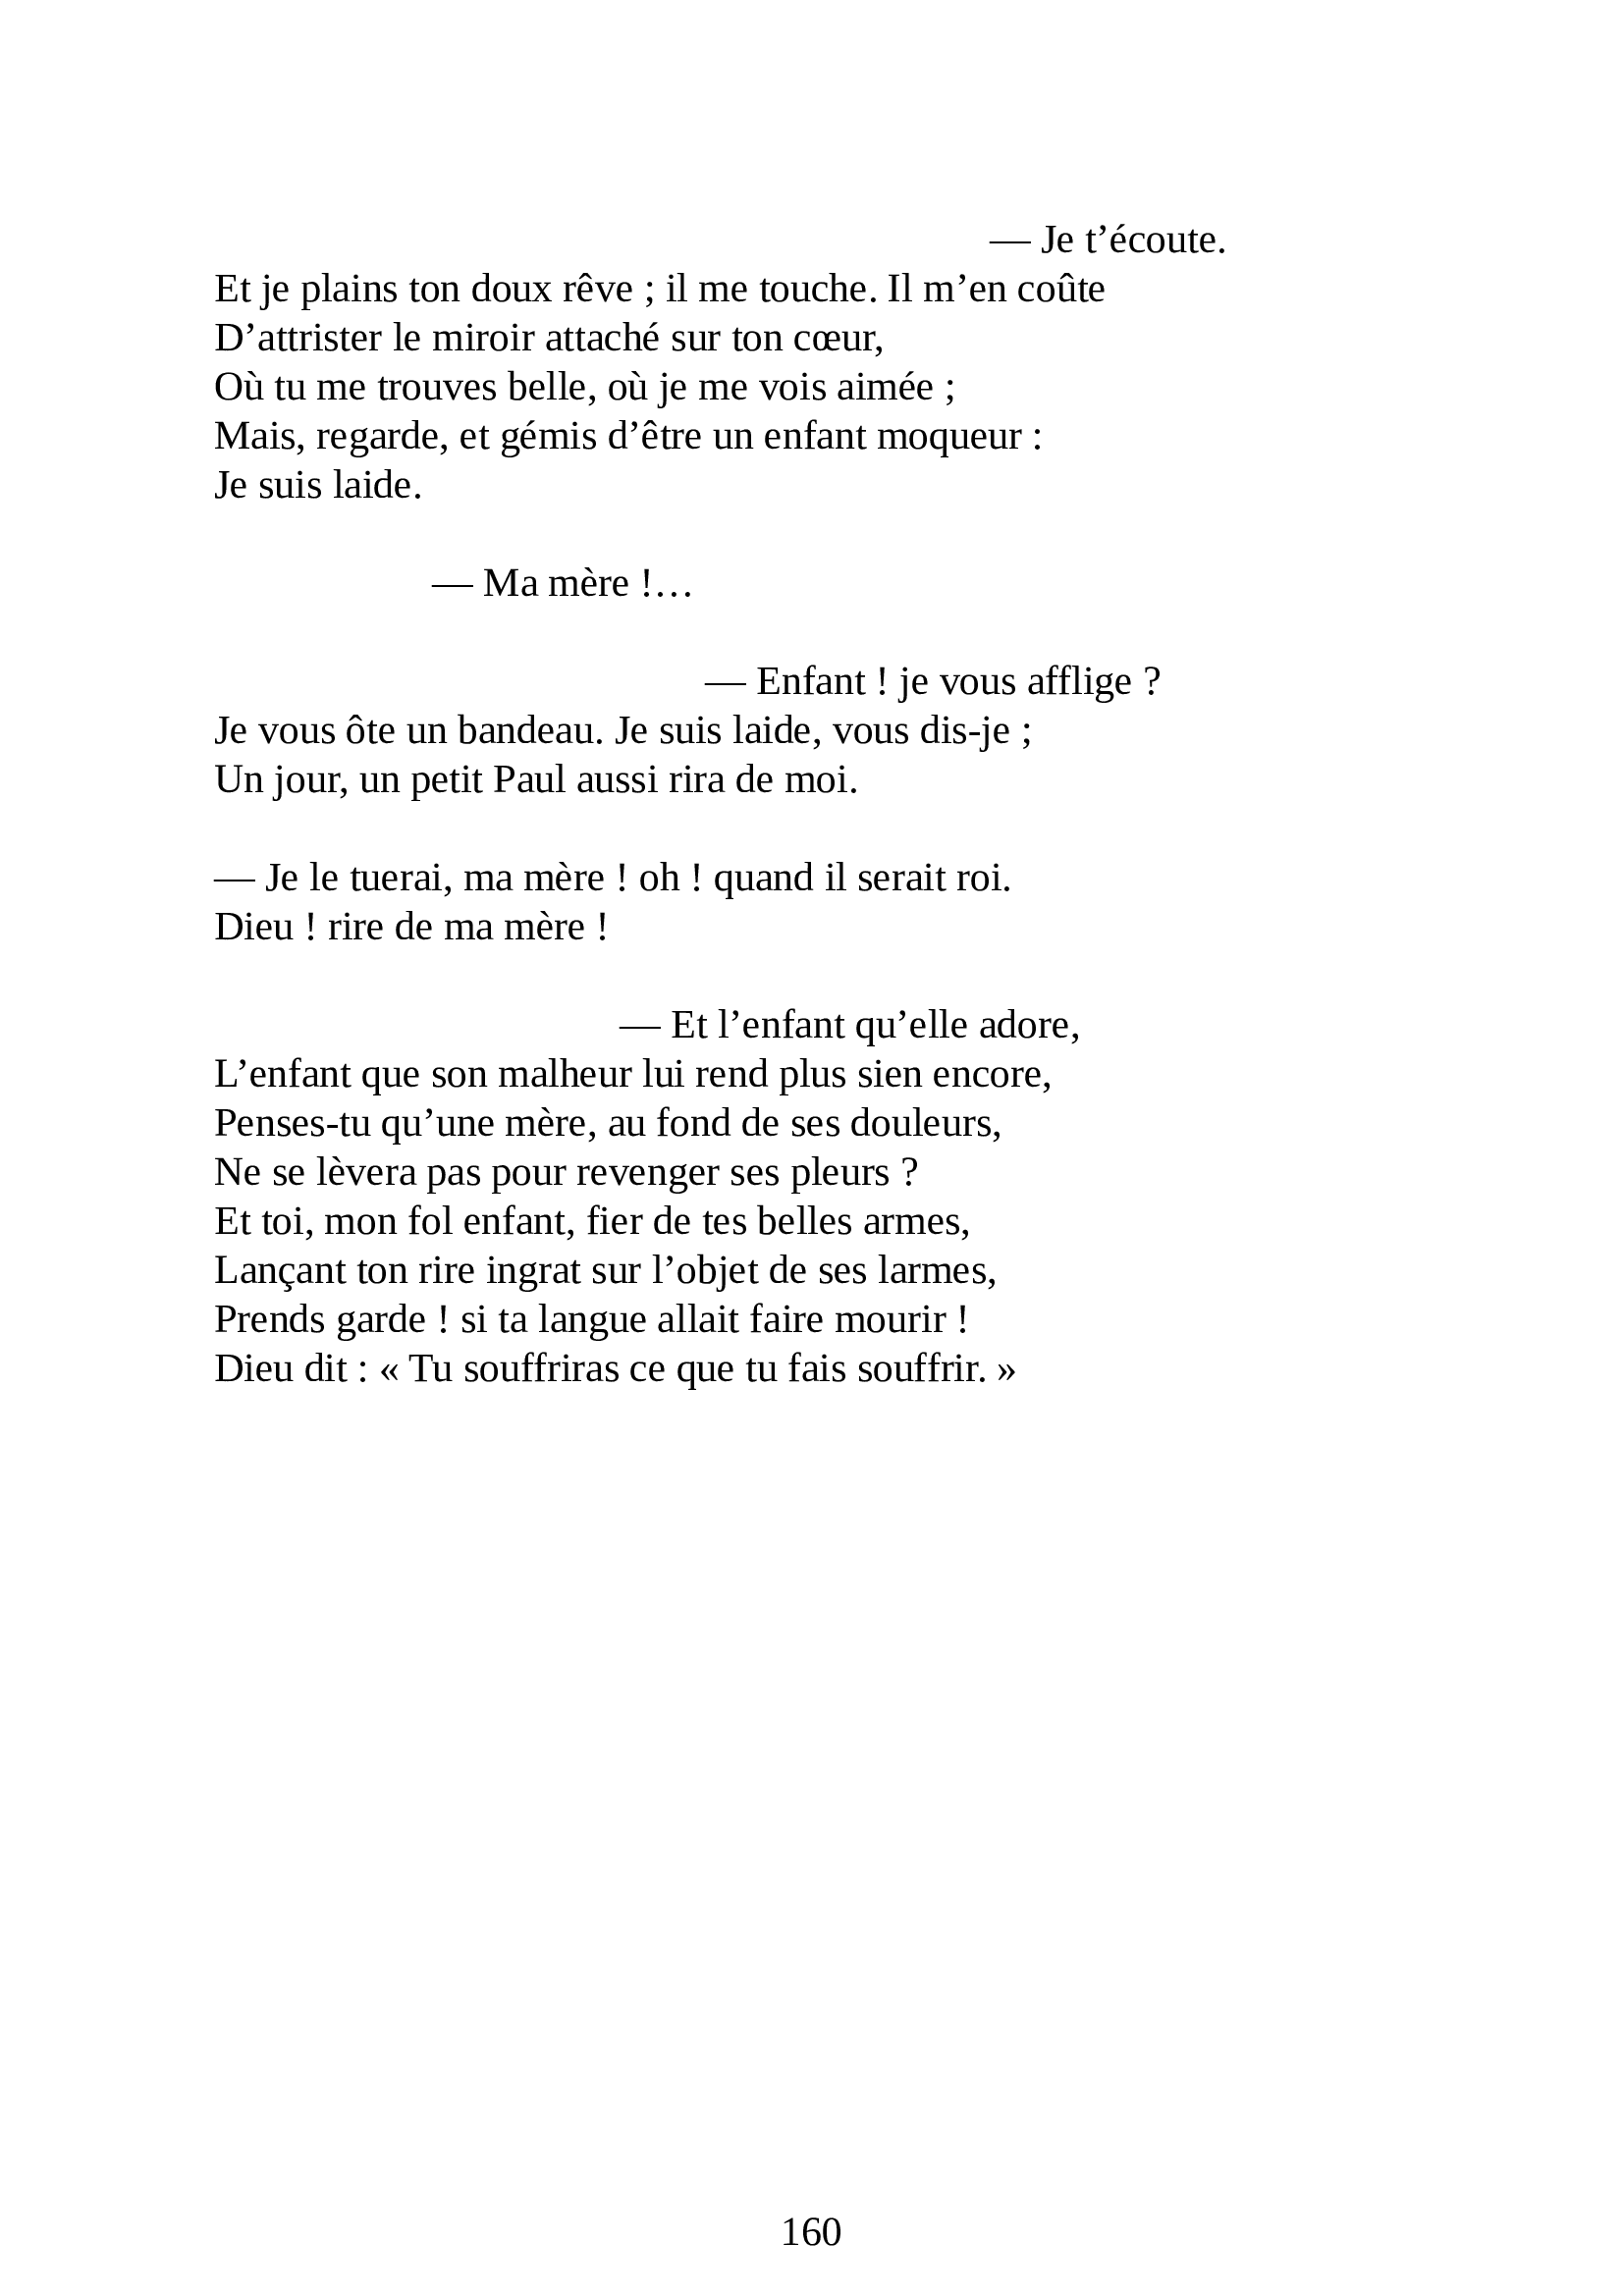 — Je t’écoute.
Et je plains ton doux rêve ; il me touche. Il m’en coûte
D’attrister le miroir attaché sur ton cœur,
Où tu me trouves belle, où je me vois aimée ;
Mais, regarde, et gémis d’être un enfant moqueur :
Je suis laide.
— Ma mère !…
— Enfant ! je vous afflige ?
Je vous ôte un bandeau. Je suis laide, vous dis-je ;
Un jour, un petit Paul aussi rira de moi.
— Je le tuerai, ma mère ! oh ! quand il serait roi.
Dieu ! rire de ma mère !
— Et l’enfant qu’elle adore,
L’enfant que son malheur lui rend plus sien encore,
Penses-tu qu’une mère, au fond de ses douleurs,
Ne se lèvera pas pour revenger ses pleurs ?
Et toi, mon fol enfant, fier de tes belles armes,
Lançant ton rire ingrat sur l’objet de ses larmes,
Prends garde ! si ta langue allait faire mourir !
Dieu dit : « Tu souffriras ce que tu fais souffrir. »
160